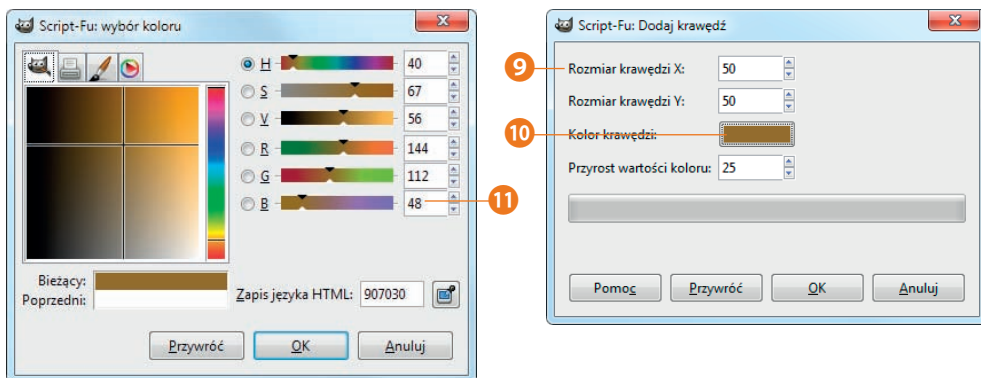 Script-Fu: wybór koloru
H 40
S 67
V 56
R 144
G 112
B 48
11
Bieżący:
Poprzedni:
Zapis języka HTML: 907030
Przywróć OK Anuluj
Script-Fu: Dodaj krawędź
9 Rozmiar krawędzi X: 50
Rozmiar krawędzi Y: 50
10 Kolor krawędzi:
Przyrost wartości koloru: 25
Pomoc Przywróć OK Anuluj